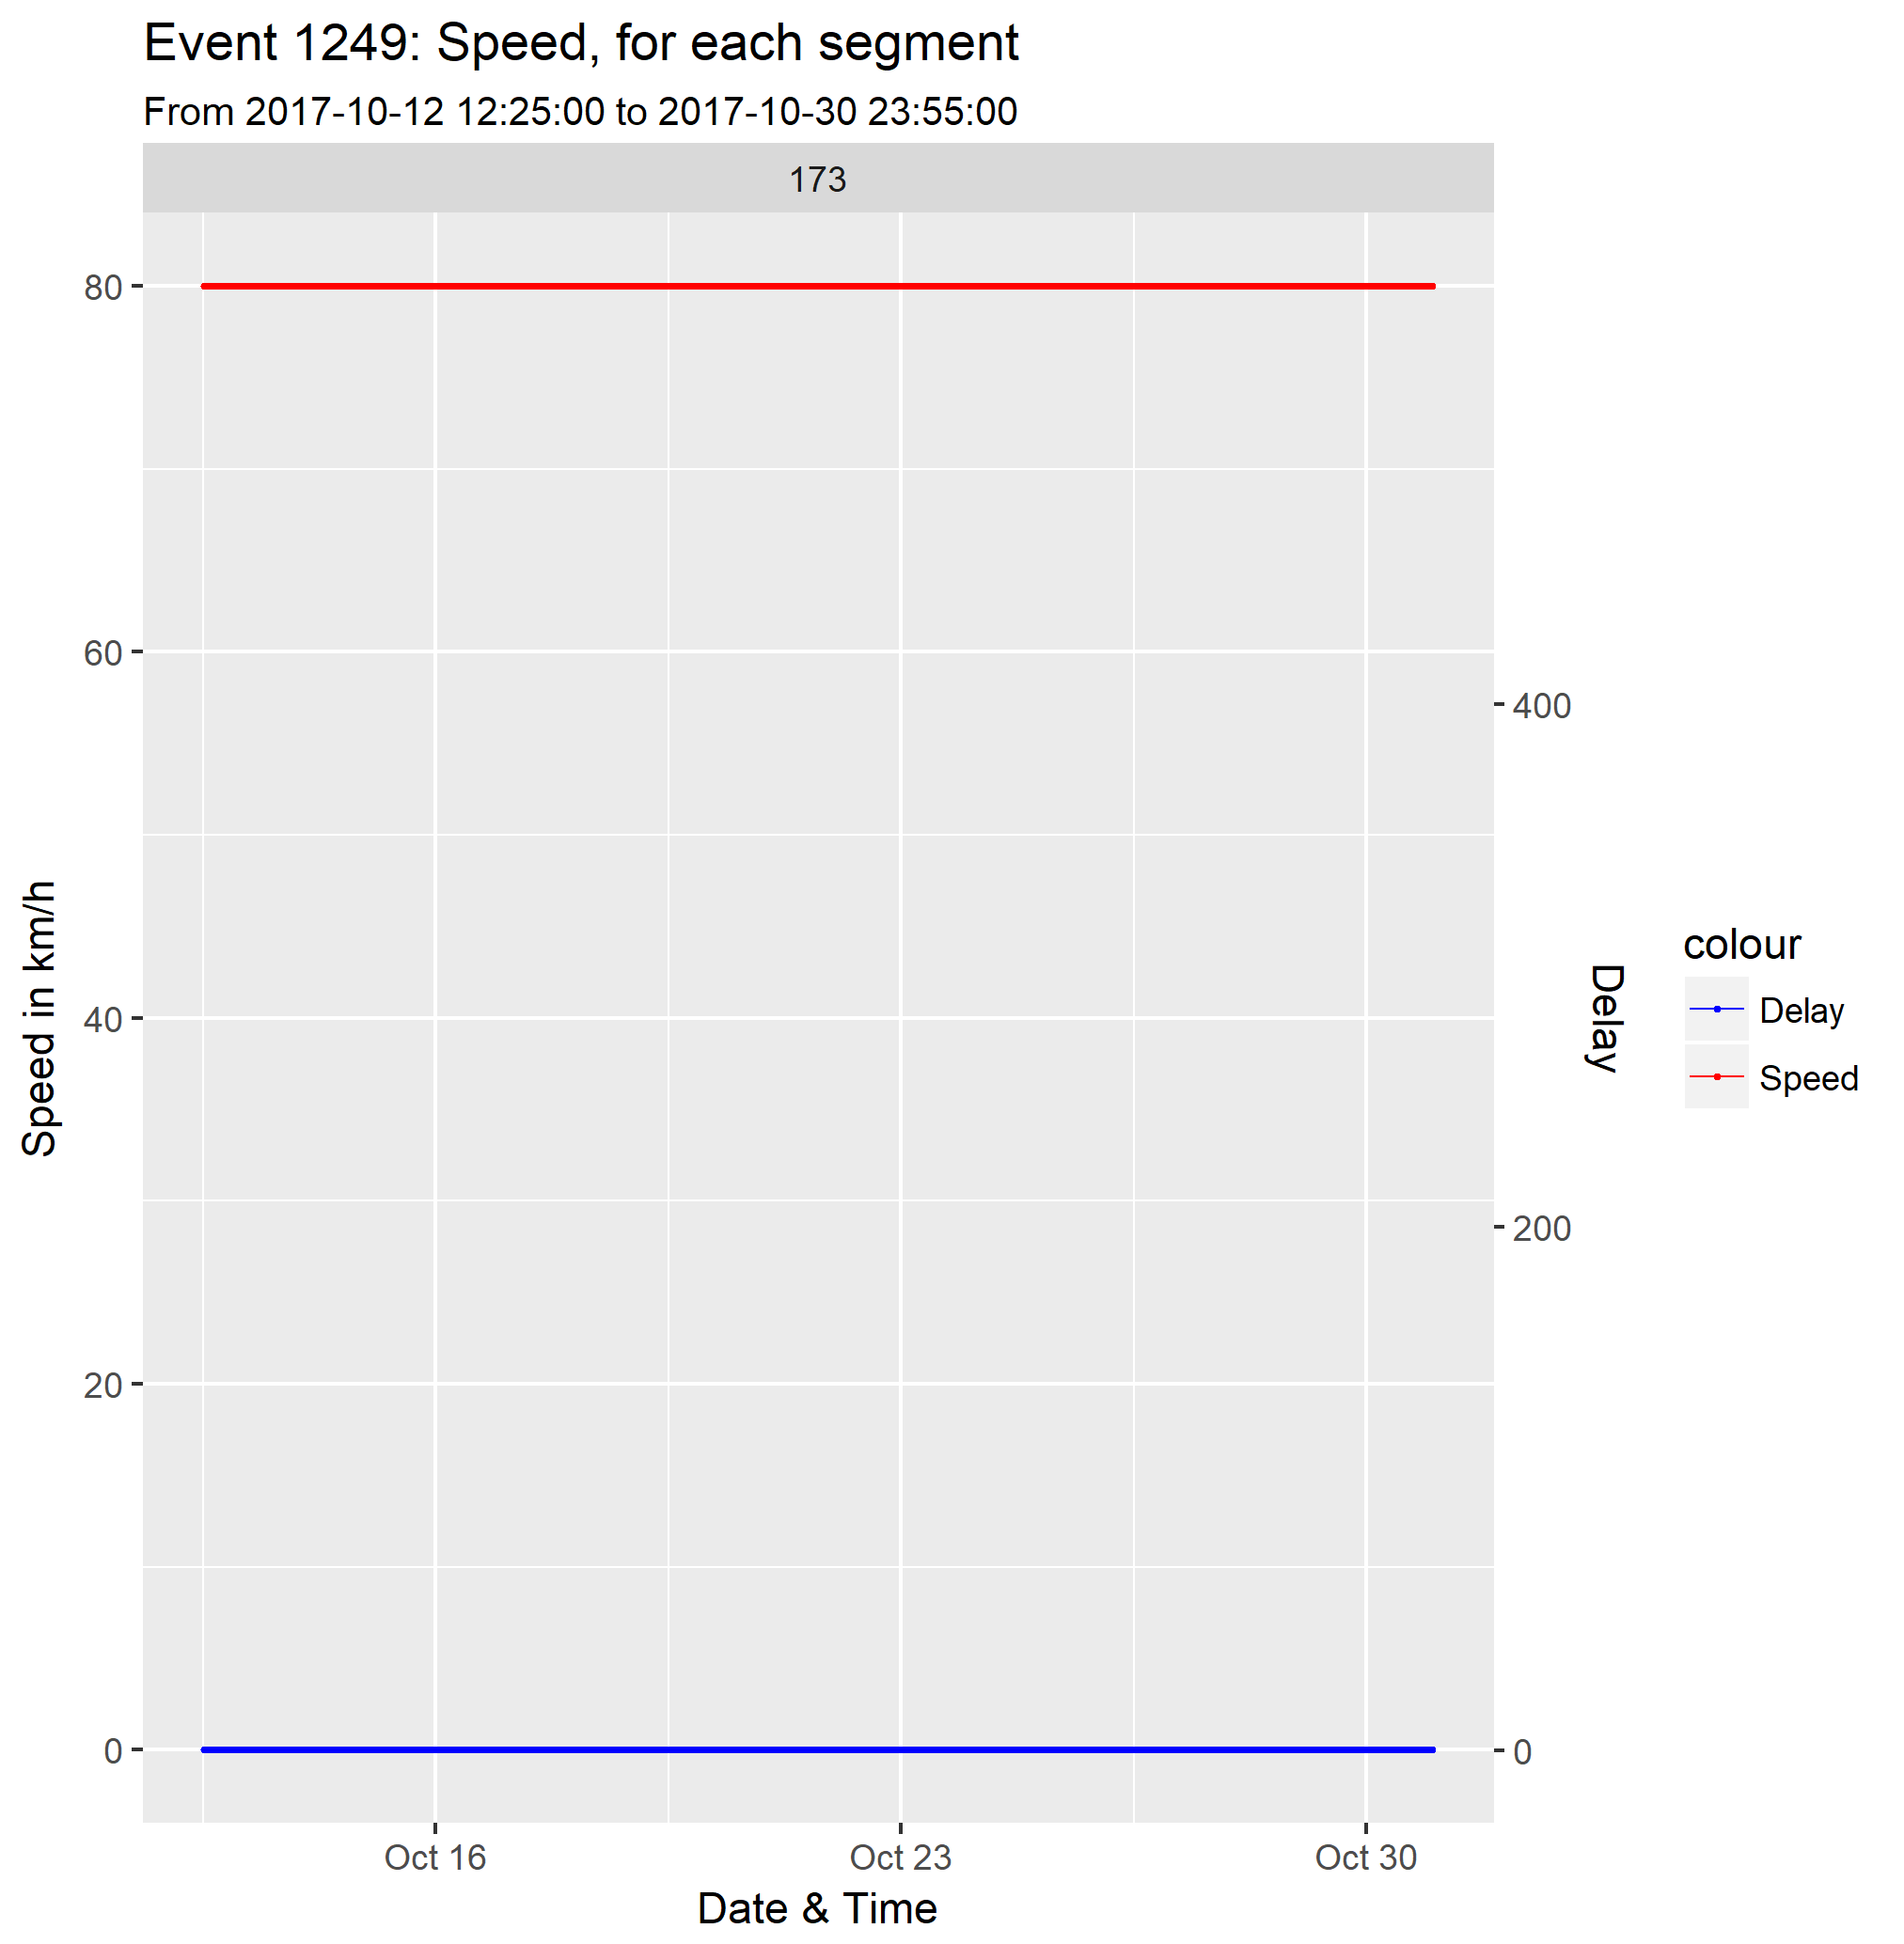 Event 1249: Speed, for each segment
From 2017-10-12 12:25:00 to 2017-10-30 23:55:00
173
80
60
40
20
0
Speed in km/h
400
200
0
Delay
colour
Delay
Speed
Oct 16 Oct 23 Oct 30
Date & Time